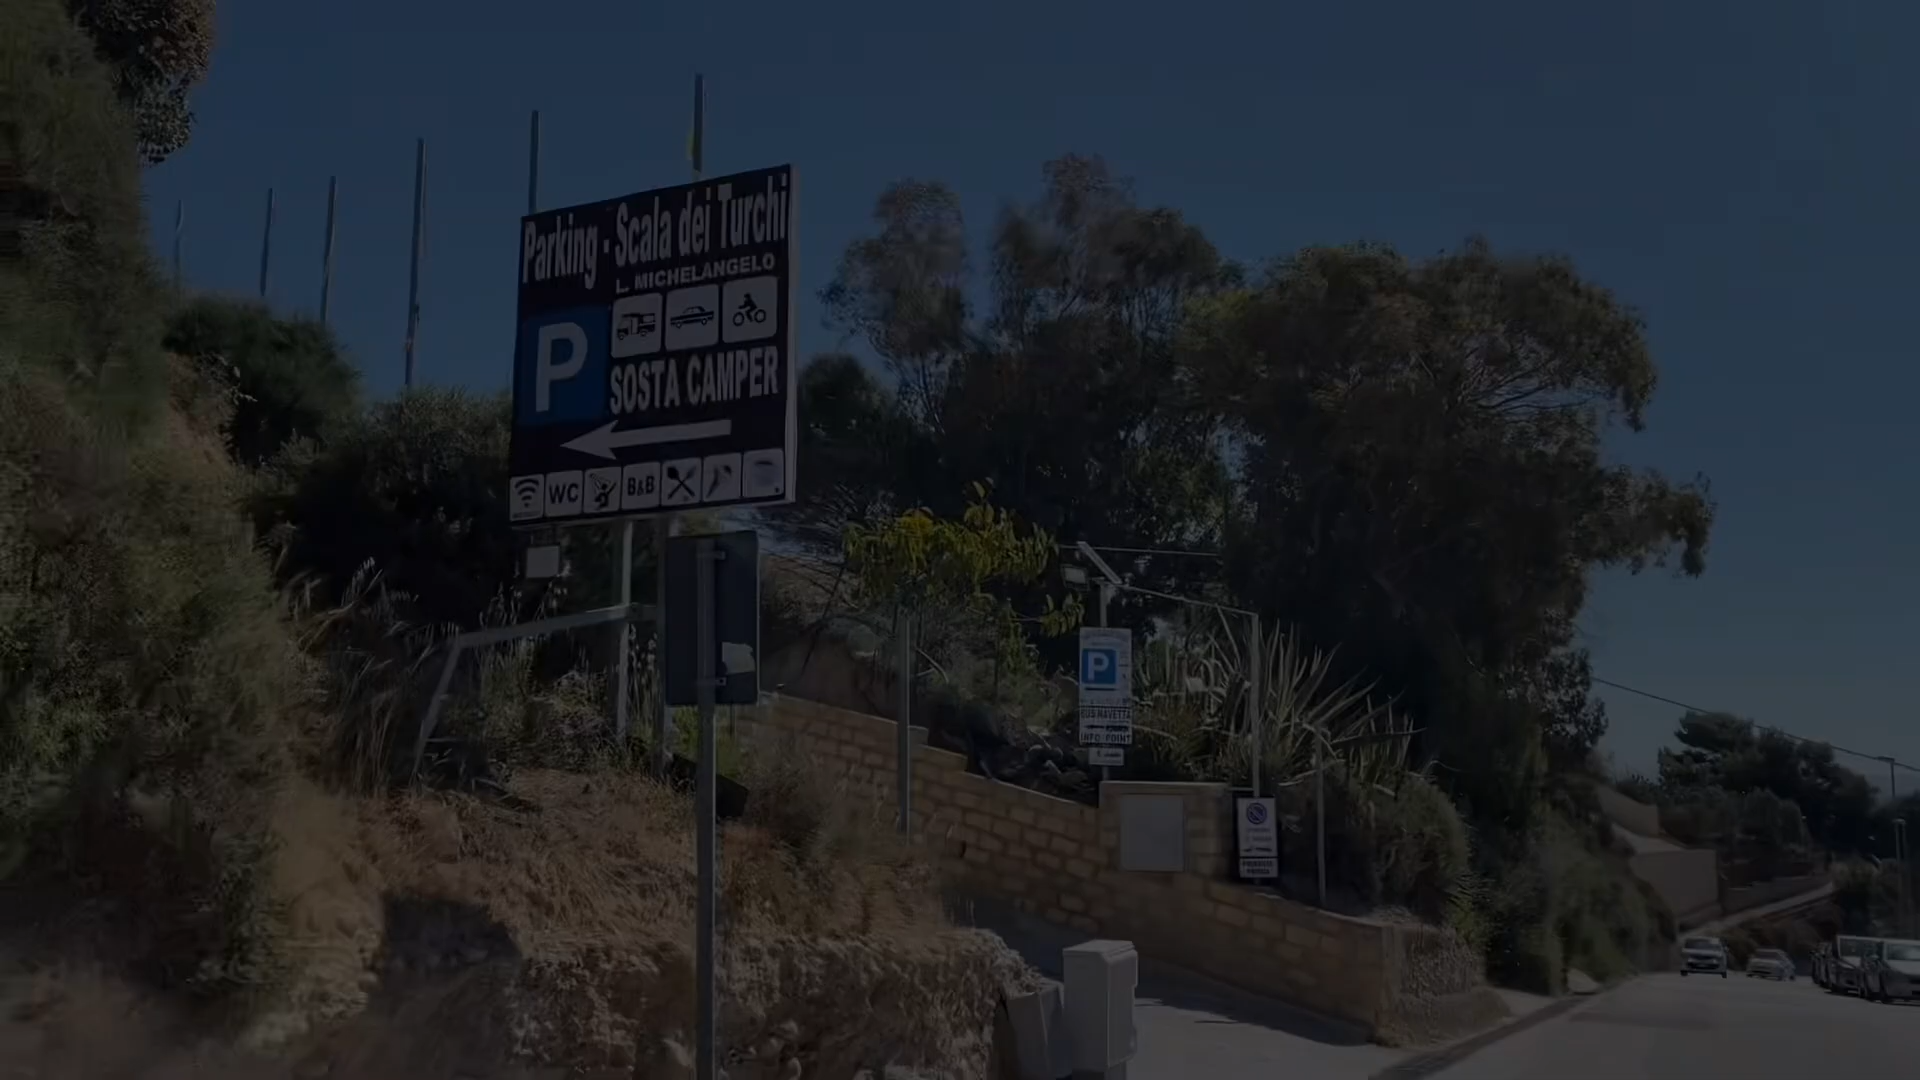 Parking - Scala dei Turchi
L. MICHELANGELO
P
SOSTA CAMPER
WC
B&B
P
BUS NAVETTA
INFO POINT